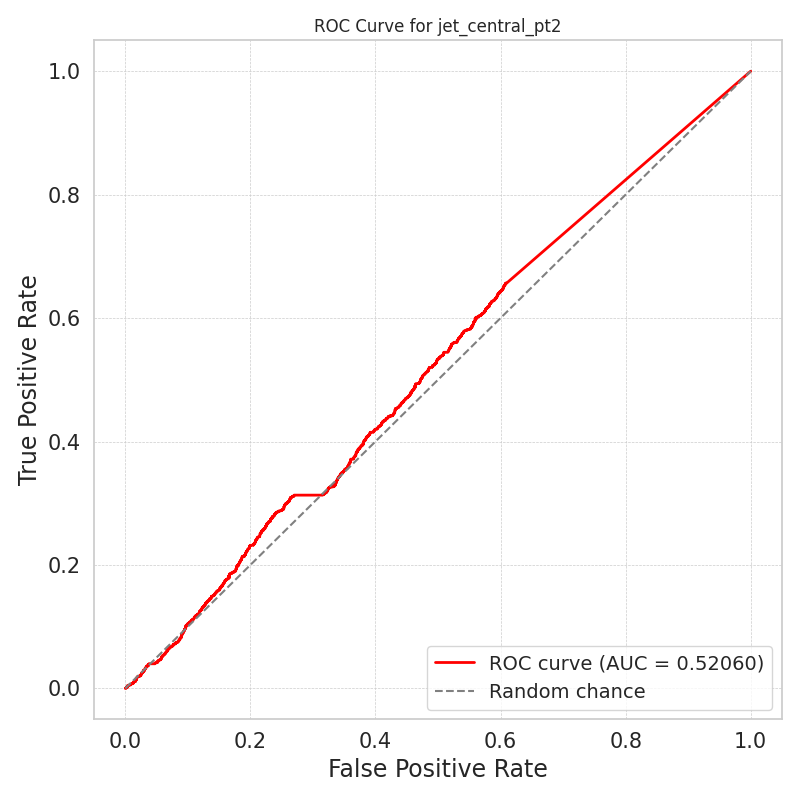 ROC Curve for jet_central_pt2
1.0
0.8
0.6
0.4
0.2
0.0
True Positive Rate
ROC curve (AUC = 0.52060)
Random chance
0.0 0.2 0.4 0.6 0.8 1.0
False Positive Rate